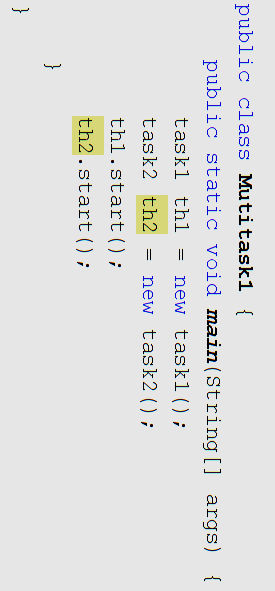 public class Mutitask1 {
public static void main(String[] args) {
task1 th1 = new task1();
task2 th2 = new task2();
th1.start();
th2.start();
}
}